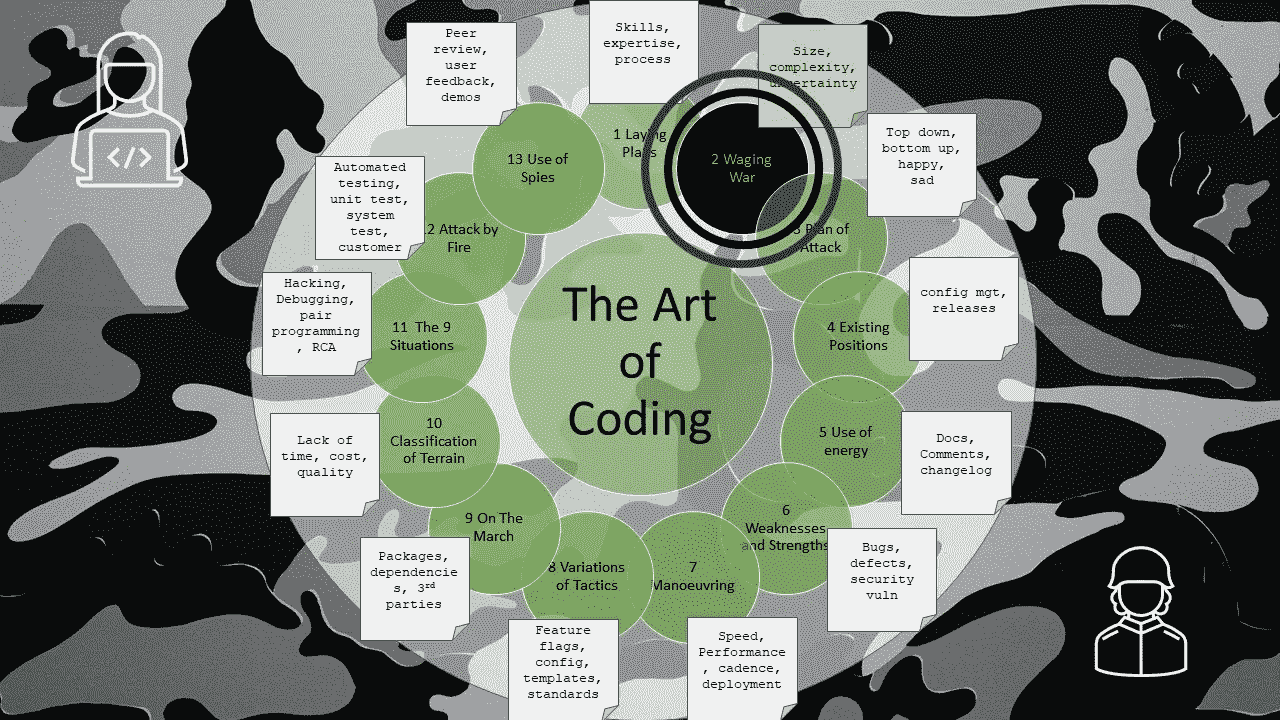 Peer
review,
user
feedback,
demos
Skills,
expertise,
process
Size,
complexity,
uncertainty
Top down,
bottom up,
happy,
sad
config mgt,
releases
Docs,
Comments,
changelog
Bugs,
defects,
security
vuln
Speed,
Performance
, cadence,
deployment
Feature
flags,
config,
templates,
standards
Packages,
dependencie
s, 3rd
parties
Lack of
time, cost,
quality
Hacking,
Debugging,
pair
programming
, RCA
Automated
testing,
unit test,
system
test,
customer
</>
The Art
of
Coding
1 Laying
Plans
2 Waging
War
3 Plan of
Attack
4 Existing
Positions
5 Use of
energy
6
Weaknesses
and Strengths
7
Manoeuvring
8 Variations
of Tactics
9 On The
March
10
Classification
of Terrain
11 The 9
Situations
12 Attack by
Fire
13 Use of
Spies